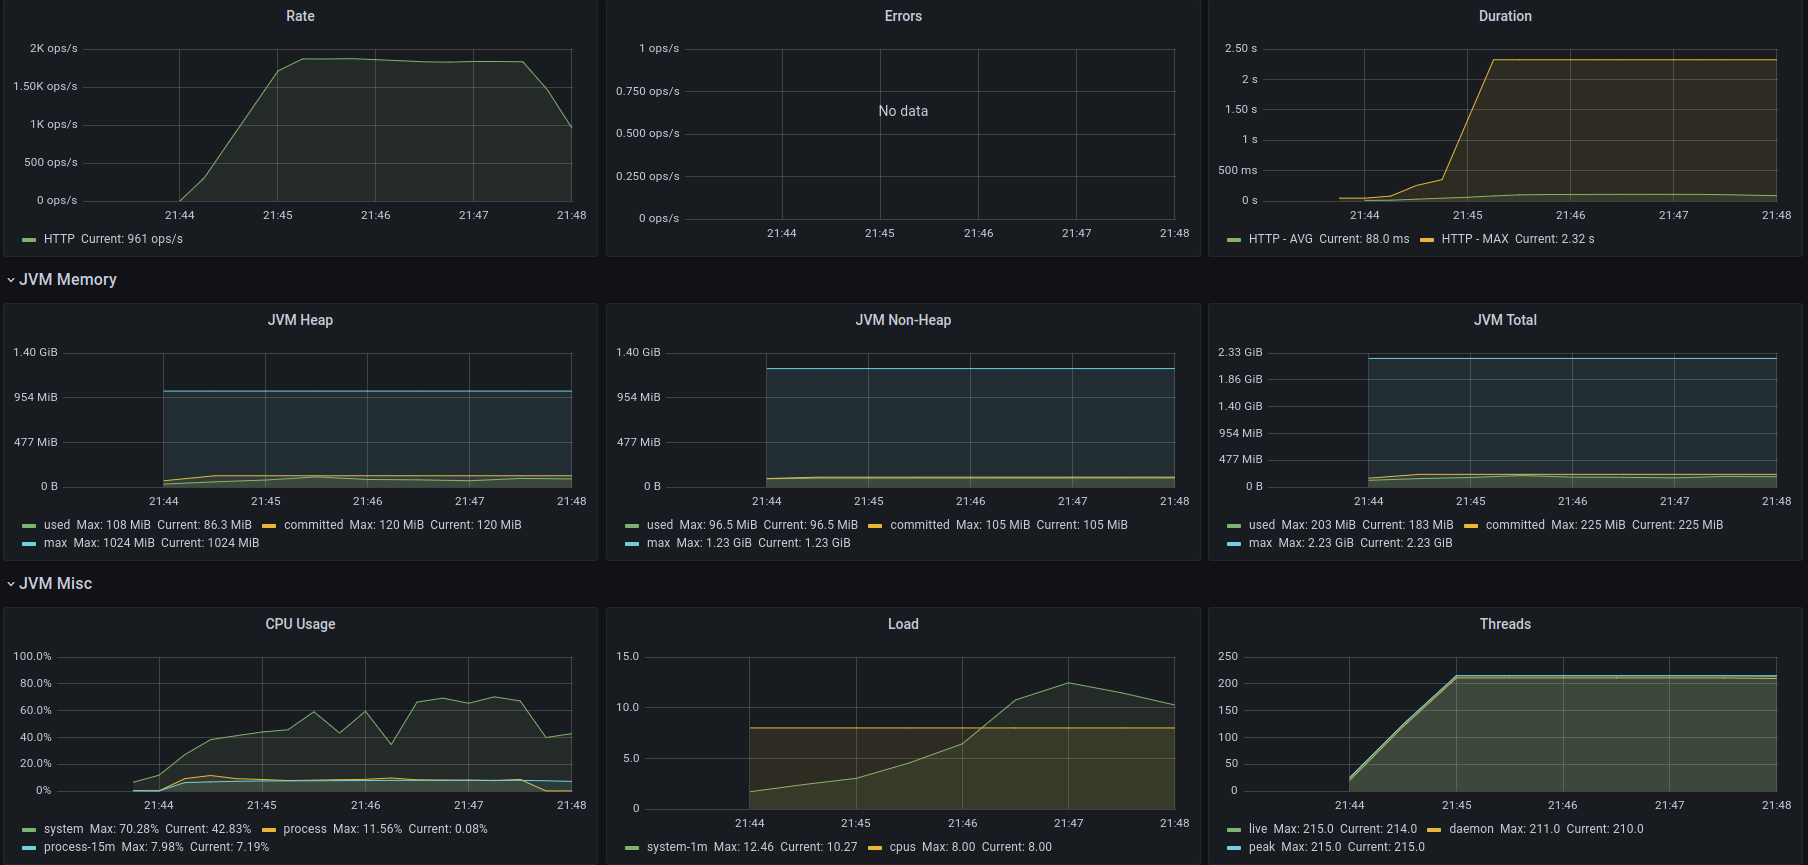 Rate
2K ops/s
1.50K ops/s
1K ops/s
500 ops/s
0 ops/s
21:44 21:45 21:46 21:47 21:48
HTTP Current: 961 ops/s
Errors
1 ops/s
0.750 ops/s
No data
0.500 ops/s
0.250 ops/s
0 ops/s
21:44 21:45 21:46 21:47 21:48
Duration
2.50 s
2 s
1.50 s
1 s
500 ms
0 s
21:44 21:45 21:46 21:47 21:48
HTTP - AVG Current: 88.0 ms HTTP - MAX Current: 2.32 s
JVM Memory
JVM Heap
1.40 GiB
954 MiB
477 MiB
0 B
21:44 21:45 21:46 21:47 21:48
used Max: 108 MiB Current: 86.3 MiB committed Max: 120 MiB Current: 120 MiB
max Max: 1024 MiB Current: 1024 MiB
JVM Non-Heap
1.40 GiB
954 MiB
477 MiB
0 B
21:44 21:45 21:46 21:47 21:48
used Max: 96.5 MiB Current: 96.5 MiB committed Max: 105 MiB Current: 105 MiB
max Max: 1.23 GiB Current: 1.23 GiB
JVM Total
2.33 GiB
1.86 GiB
1.40 GiB
954 MiB
477 MiB
0 B
21:44 21:45 21:46 21:47 21:48
used Max: 203 MiB Current: 183 MiB committed Max: 225 MiB Current: 225 MiB
max Max: 2.23 GiB Current: 2.23 GiB
JVM Misc
CPU Usage
100.0%
80.0%
60.0%
40.0%
20.0%
0%
21:44 21:45 21:46 21:47 21:48
system Max: 70.28% Current: 42.83% process Max: 11.56% Current: 0.08%
process-15m Max: 7.98% Current: 7.19%
Load
15.0
10.0
5.0
0
21:44 21:45 21:46 21:47 21:48
system-1m Max: 12.46 Current: 10.27 cpus Max: 8.00 Current: 8.00
Threads
250
200
150
100
50
0
21:44 21:45 21:46 21:47 21:48
live Max: 215.0 Current: 214.0 daemon Max: 211.0 Current: 210.0
peak Max: 215.0 Current: 215.0